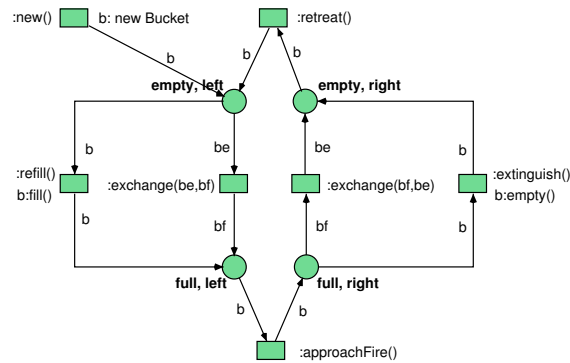 :new()
b: new Bucket
:retreat()
b
b
b
empty, left
empty, right
b
be
be
b
:refill()
b:fill()
:exchange(be,bf)
:exchange(bf,be)
:extinguish()
b:empty()
b
bf
bf
b
full, left
full, right
b
b
:approachFire()